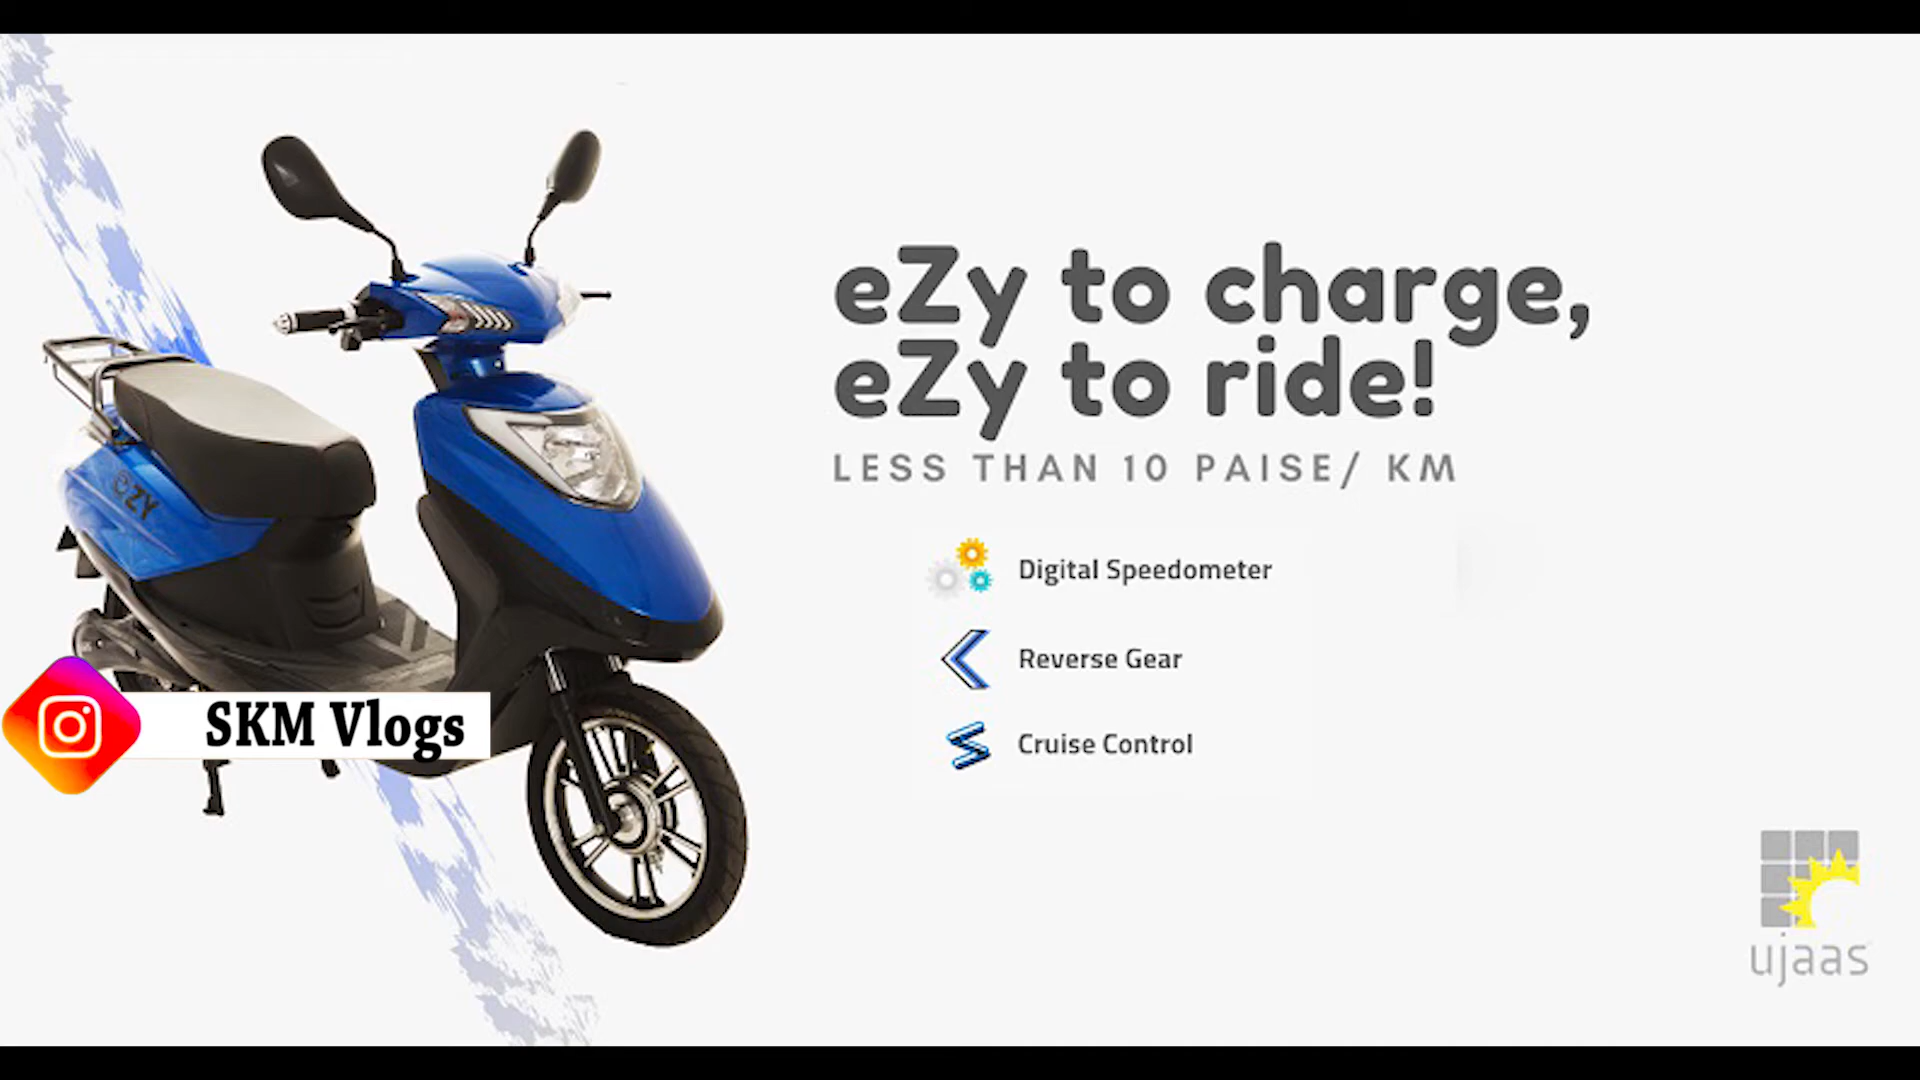 eZy to charge,
eZy to ride!
LESS THAN 10 PAISE/ KM
Digital Speedometer
Reverse Gear
Cruise Control
eZY
SKM Vlogs
ujaas